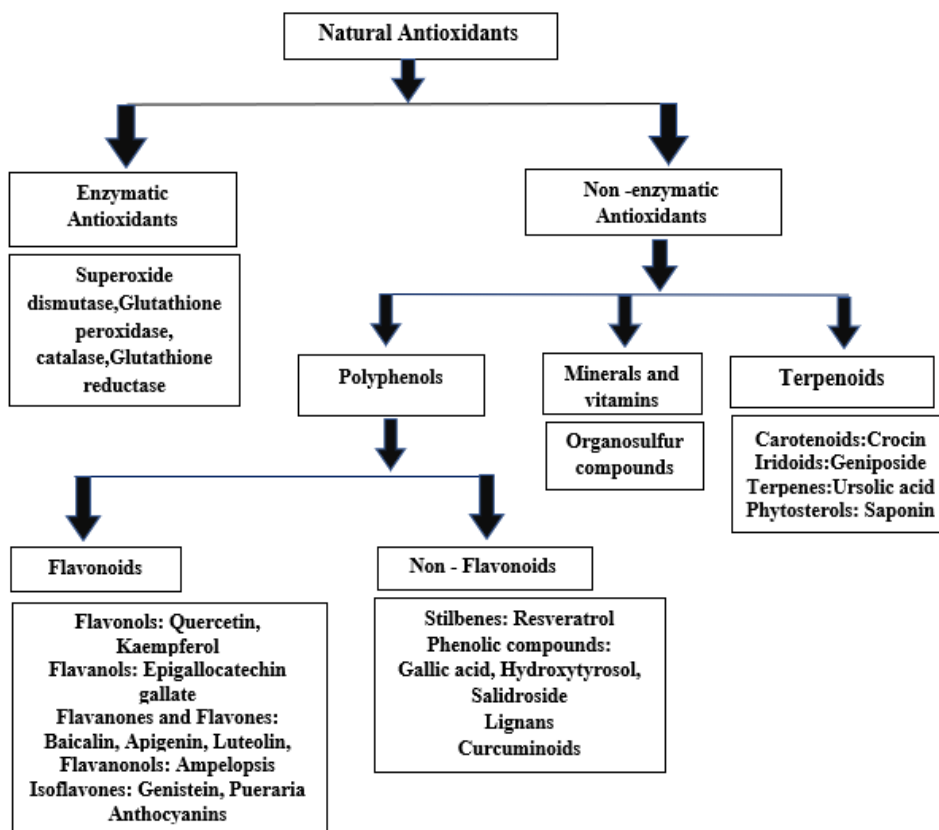 Natural Antioxidants
Enzymatic
Antioxidants
Non -enzymatic
Antioxidants
Superoxide
dismutase,Glutathione
peroxidase,
catalase,Glutathione
reductase
Polyphenols
Minerals and
vitamins
Terpenoids
Organosulfur
compounds
Carotenoids:Crocin
Iridoids:Geniposide
Terpenes:Ursolic acid
Phytosterols: Saponin
Flavonoids
Non - Flavonoids
Flavonols: Quercetin,
Kaempferol
Flavanols: Epigallocatechin
gallate
Flavanones and Flavones:
Baicalin, Apigenin, Luteolin,
Flavanonols: Ampelopsis
Isoflavones: Genistein, Pueraria
Anthocyanins
Stilbenes: Resveratrol
Phenolic compounds:
Gallic acid, Hydroxytyrosol,
Salidroside
Lignans
Curcuminoids